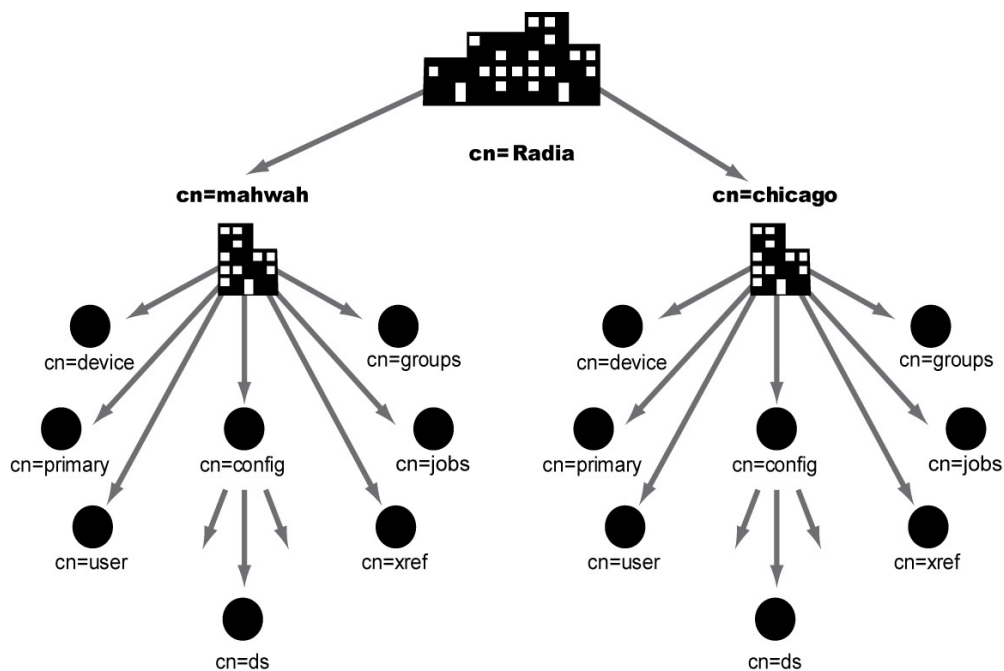 cn=Radia
cn=mahwah
cn=chicago
cn=device
cn=groups
cn=device
cn=groups
cn=primary
cn=config
cn=jobs
cn=primary
cn=config
cn=jobs
cn=user
cn=xref
cn=user
cn=xref
cn=ds
cn=ds